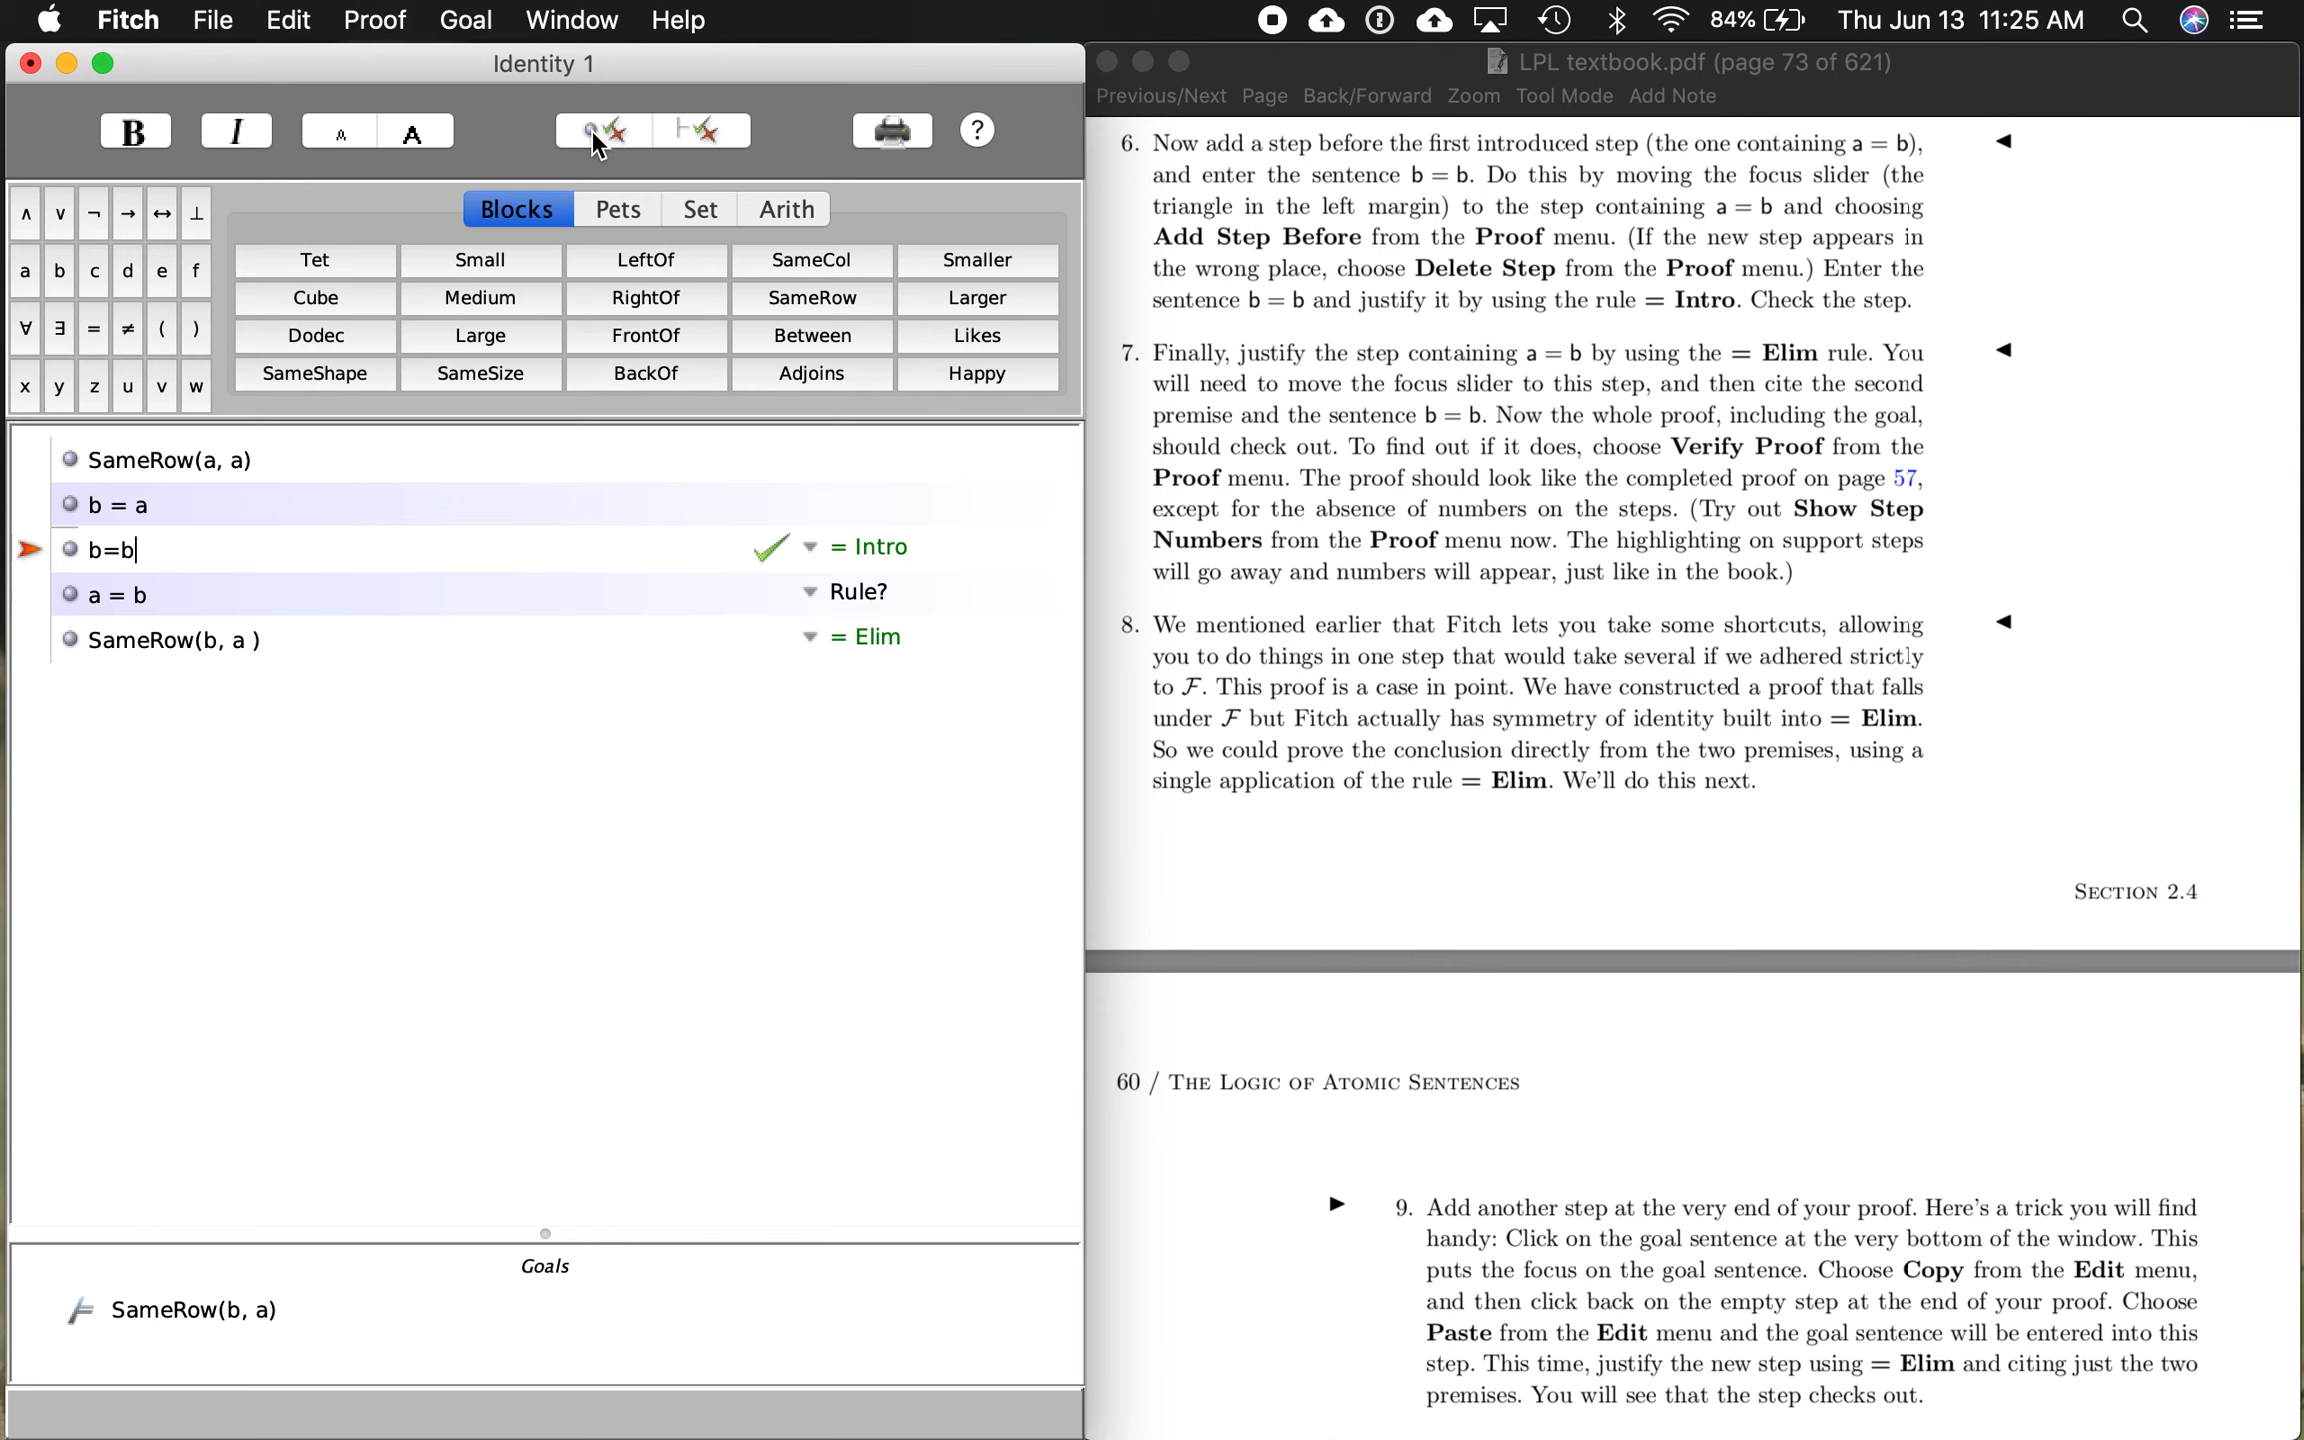 Fitch File Edit Proof Goal Window Help 84% Thu Jun 13 11:25 AM
Identity 1
B I A A ?
∧ ∨ ¬ → ↔ ⊥
a b c d e f
∀ ∃ = ≠ ( )
x y z u v w
Blocks Pets Set Arith
Tet Small LeftOf SameCol Smaller
Cube Medium RightOf SameRow Larger
Dodec Large FrontOf Between Likes
SameShape SameSize BackOf Adjoins Happy
SameRow(a, a)
b = a
b=b = Intro
a = b Rule?
SameRow(b, a ) = Elim
Goals
SameRow(b, a)
LPL textbook.pdf (page 73 of 621)
Previous/Next Page Back/Forward Zoom Tool Mode Add Note
6. Now add a step before the first introduced step (the one containing a = b),
and enter the sentence b = b. Do this by moving the focus slider (the
triangle in the left margin) to the step containing a = b and choosing
Add Step Before from the Proof menu. (If the new step appears in
the wrong place, choose Delete Step from the Proof menu.) Enter the
sentence b = b and justify it by using the rule = Intro. Check the step.
7. Finally, justify the step containing a = b by using the = Elim rule. You
will need to move the focus slider to this step, and then cite the second
premise and the sentence b = b. Now the whole proof, including the goal,
should check out. To find out if it does, choose Verify Proof from the
Proof menu. The proof should look like the completed proof on page 57,
except for the absence of numbers on the steps. (Try out Show Step
Numbers from the Proof menu now. The highlighting on support steps
will go away and numbers will appear, just like in the book.)
8. We mentioned earlier that Fitch lets you take some shortcuts, allowing
you to do things in one step that would take several if we adhered strictly
to F. This proof is a case in point. We have constructed a proof that falls
under F but Fitch actually has symmetry of identity built into = Elim.
So we could prove the conclusion directly from the two premises, using a
single application of the rule = Elim. We'll do this next.
Section 2.4
60 / The Logic of Atomic Sentences
9. Add another step at the very end of your proof. Here's a trick you will find
handy: Click on the goal sentence at the very bottom of the window. This
puts the focus on the goal sentence. Choose Copy from the Edit menu,
and then click back on the empty step at the end of your proof. Choose
Paste from the Edit menu and the goal sentence will be entered into this
step. This time, justify the new step using = Elim and citing just the two
premises. You will see that the step checks out.